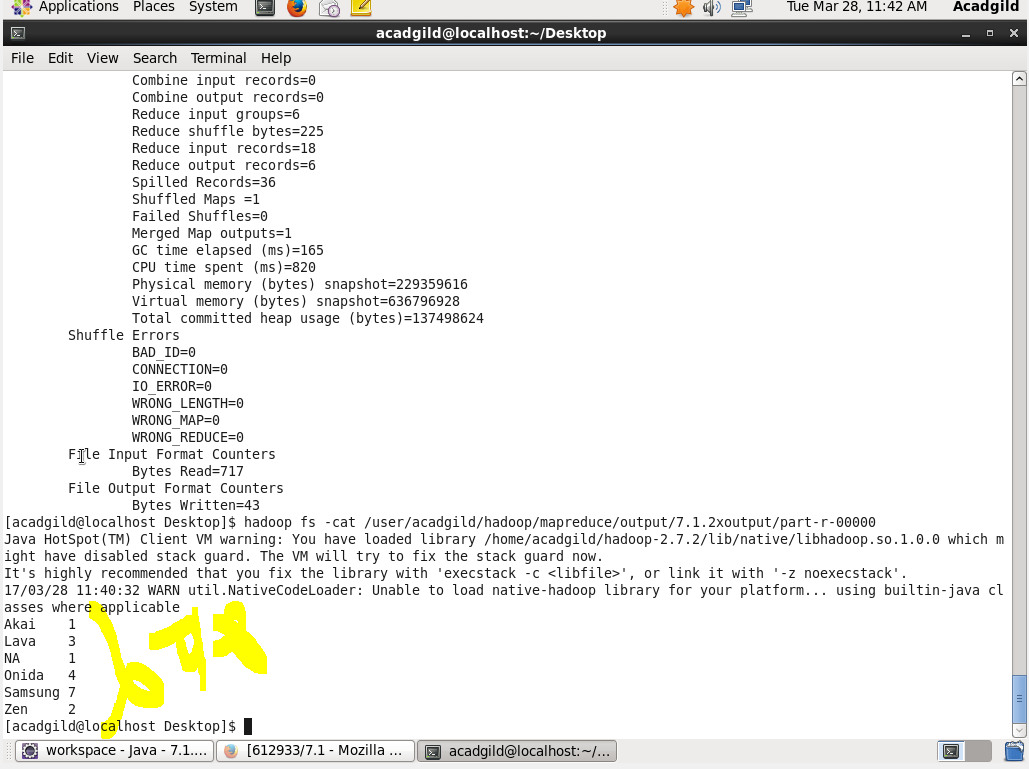 Applications Places System Tue Mar 28, 11:42 AM Acadgild
acadgild@localhost:~/Desktop
File Edit View Search Terminal Help
Combine input records=0
Combine output records=0
Reduce input groups=6
Reduce shuffle bytes=225
Reduce input records=18
Reduce output records=6
Spilled Records=36
Shuffled Maps =1
Failed Shuffles=0
Merged Map outputs=1
GC time elapsed (ms)=165
CPU time spent (ms)=820
Physical memory (bytes) snapshot=229359616
Virtual memory (bytes) snapshot=636796928
Total committed heap usage (bytes)=137498624
Shuffle Errors
BAD_ID=0
CONNECTION=0
IO_ERROR=0
WRONG_LENGTH=0
WRONG_MAP=0
WRONG_REDUCE=0
File Input Format Counters
Bytes Read=717
File Output Format Counters
Bytes Written=43
[acadgild@localhost Desktop]$ hadoop fs -cat /user/acadgild/hadoop/mapreduce/output/7.1.2xoutput/part-r-00000
Java HotSpot(TM) Client VM warning: You have loaded library /home/acadgild/hadoop-2.7.2/lib/native/libhadoop.so.1.0.0 which m
ight have disabled stack guard. The VM will try to fix the stack guard now.
It's highly recommended that you fix the library with 'execstack -c <libfile>', or link it with '-z noexecstack'.
17/03/28 11:40:32 WARN util.NativeCodeLoader: Unable to load native-hadoop library for your platform... using builtin-java cl
asses where applicable
Akai 1
Lava 3
NA 1
Onida 4
Samsung 7
Zen 2
[acadgild@localhost Desktop]$
workspace - Java - 7.1.... [612933/7.1 - Mozilla ... acadgild@localhost:~/...